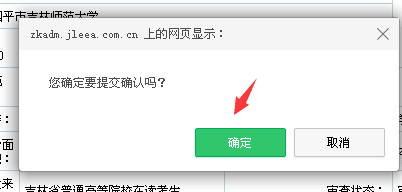 四平市吉林师范大学
zkadm.jleea.com.cn 上的网页显示：
您确定要提交确认吗？
确定
取消
吉林省普通高等院校在读考生
审查状态：